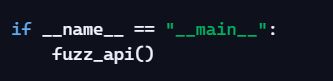 if __name__ == "__main__":
    fuzz_api()